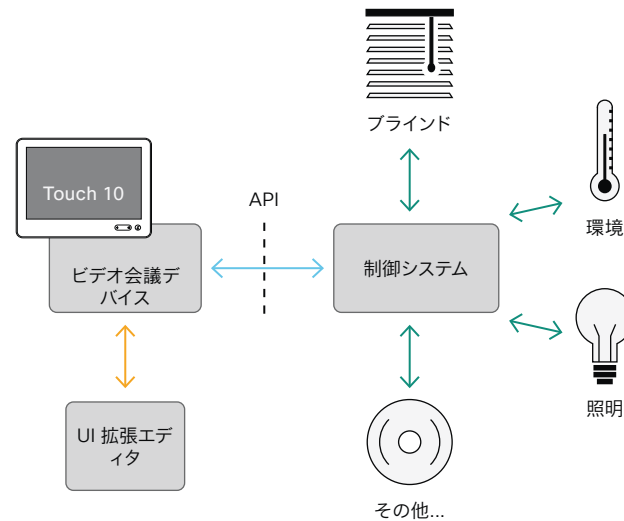 ブラインド
Touch 10
API
環境
ビデオ会議デ
バイス
制御システム
照明
UI 拡張エディ
タ
その他...